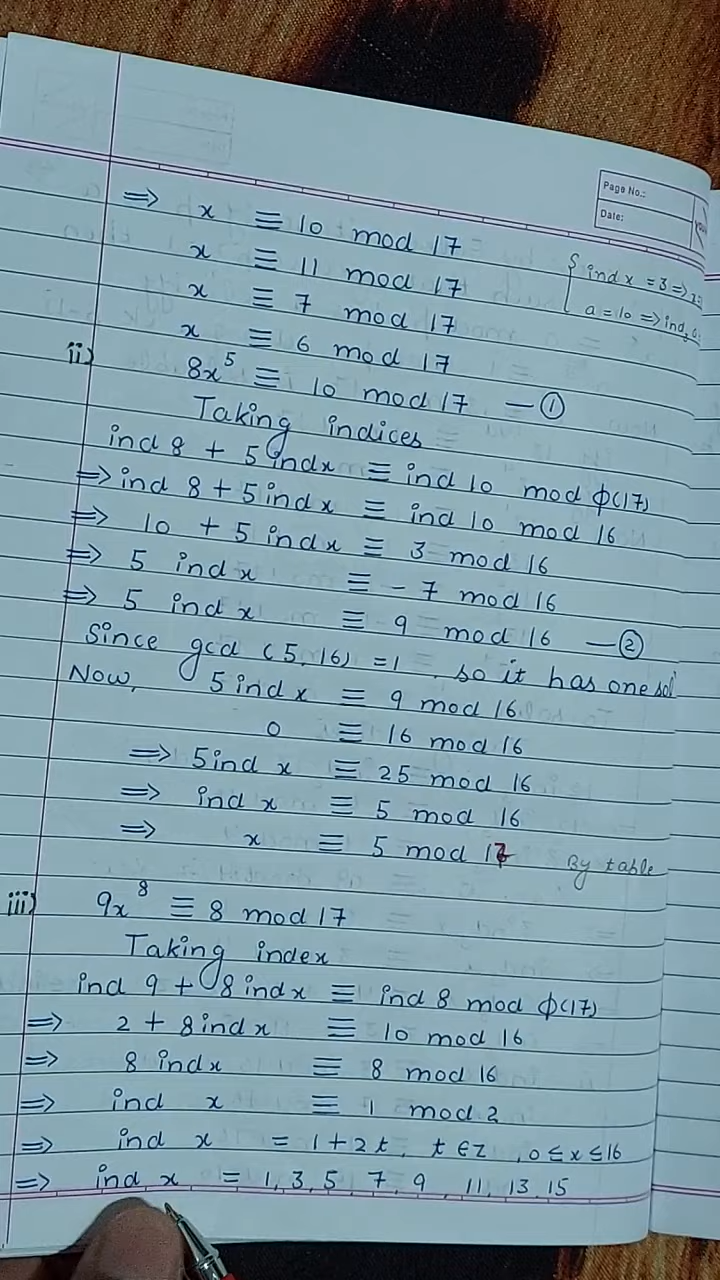 Page No.:
Date:
⇒ x ≡ 10 mod 17
x ≡ 11 mod 17
{ ind x = 3 ⇒
x ≡ 7 mod 17
a = 10 ⇒ ind₃
x ≡ 6 mod 17
ii) 8x⁵ ≡ 10 mod 17 — ①
Taking indices
ind 8 + 5 ind x ≡ ind 10 mod φ(17)
⇒ ind 8 + 5 ind x ≡ ind 10 mod 16
⇒ 10 + 5 ind x ≡ 3 mod 16
⇒ 5 ind x ≡ - 7 mod 16
⇒ 5 ind x ≡ 9 mod 16 — ②
Since gcd (5, 16) = 1, so it has one sol
Now, 5 ind x ≡ 9 mod 16
0 ≡ 16 mod 16
⇒ 5 ind x ≡ 25 mod 16
⇒ ind x ≡ 5 mod 16
⇒ x ≡ 5 mod 17 By table
iii) 9x⁸ ≡ 8 mod 17
Taking index
ind 9 + 8 ind x ≡ ind 8 mod φ(17)
⇒ 2 + 8 ind x ≡ 10 mod 16
⇒ 8 ind x ≡ 8 mod 16
⇒ ind x ≡ 1 mod 2
⇒ ind x = 1 + 2t, t ∈ z, 0 ≤ x ≤ 16
⇒ ind x = 1, 3, 5, 7, 9, 11, 13, 15